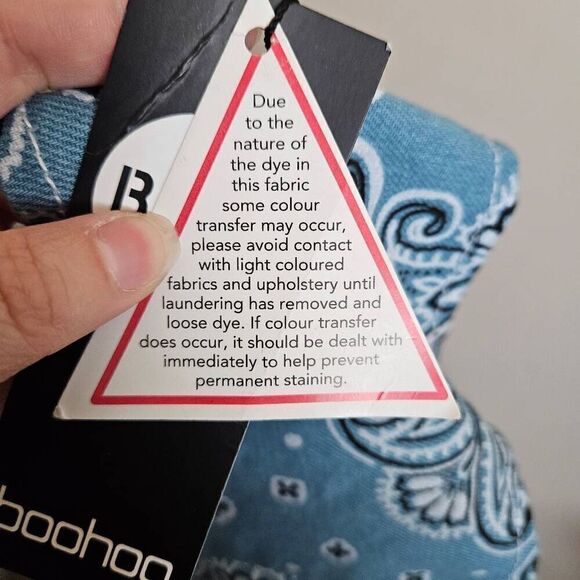 Due
to the
nature of
the dye in
this fabric
some colour
transfer may occur,
please avoid contact
with light coloured
fabrics and upholstery until
laundering has removed and
loose dye. If colour transfer
does occur, it should be dealt with
immediately to help prevent
permanent staining.
B
boohoo